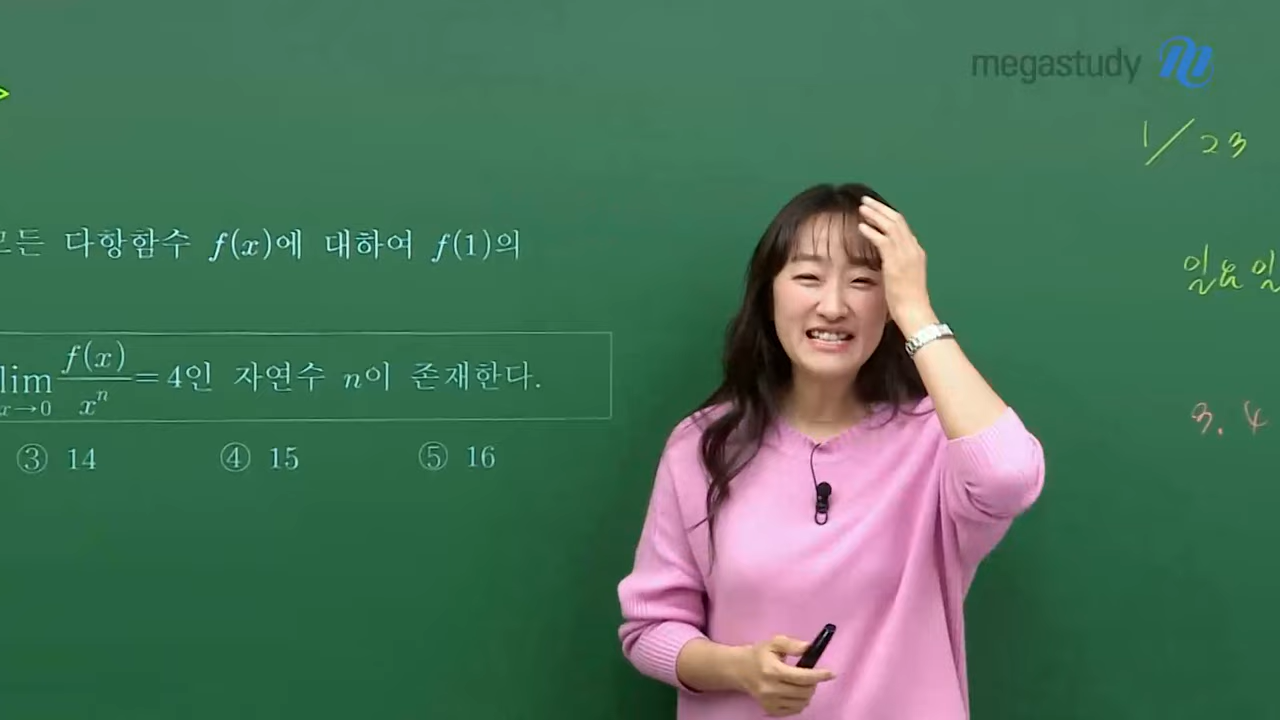 megastudy
1/23
모든 다항함수 f(x)에 대하여 f(1)의
일요일
lim x→0 f(x)/x^n = 4인 자연수 n이 존재한다.
3. 4
③ 14 ④ 15 ⑤ 16